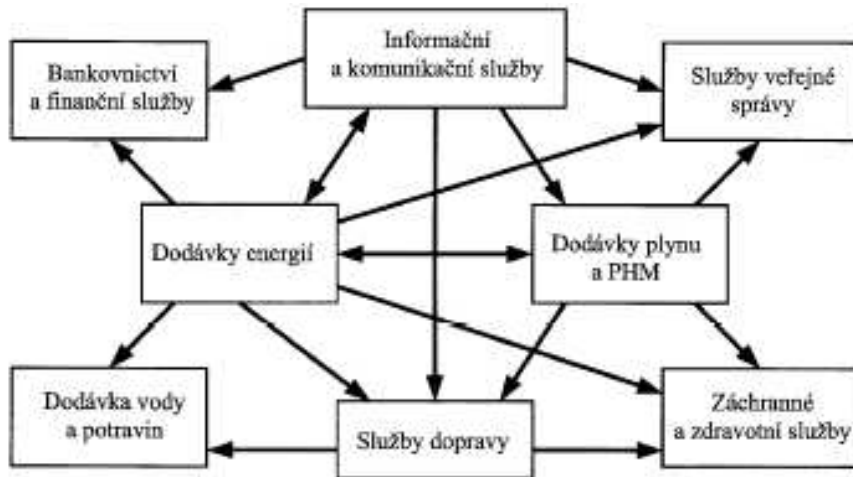 Informační
a komunikační služby
Bankovnictví
a finanční služby
Služby veřejné
správy
Dodávky energií
Dodávky plynu
a PHM
Dodávka vody
a potravin
Služby dopravy
Záchranné
a zdravotní služby